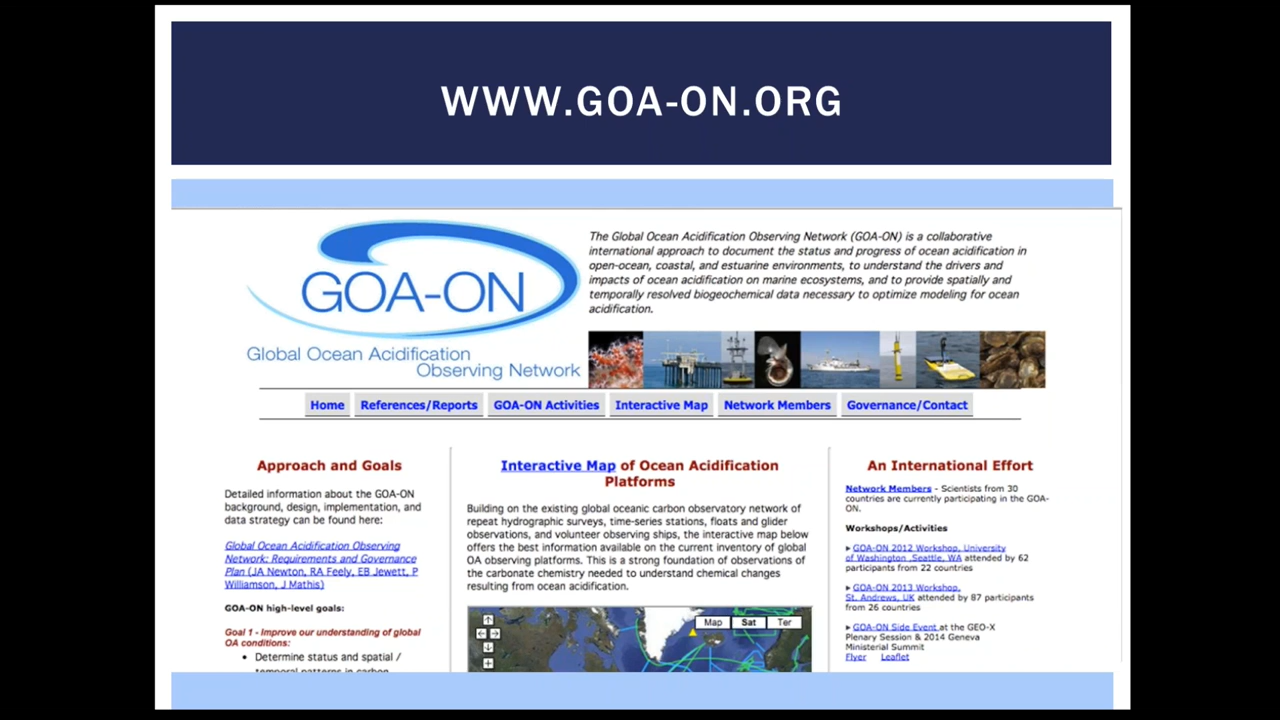 WWW.GOA-ON.ORG
GOA-ON
Global Ocean Acidification
Observing Network
The Global Ocean Acidification Observing Network (GOA-ON) is a collaborative
international approach to document the status and progress of ocean acidification in
open-ocean, coastal, and estuarine environments, to understand the drivers and
impacts of ocean acidification on marine ecosystems, and to provide spatially and
temporally resolved biogeochemical data necessary to optimize modeling for ocean
acidification.
Home References/Reports GOA-ON Activities Interactive Map Network Members Governance/Contact
Approach and Goals
Detailed information about the GOA-ON
background, design, implementation, and
data strategy can be found here:
Global Ocean Acidification Observing
Network: Requirements and Governance
Plan (JA Newton, RA Feely, EB Jewett, P
Williamson, J Mathis)
GOA-ON high-level goals:
Goal 1 - Improve our understanding of global
OA conditions:
• Determine status and spatial /
temporal patterns in carbon
Interactive Map of Ocean Acidification
Platforms
Building on the existing global oceanic carbon observatory network of
repeat hydrographic surveys, time-series stations, floats and glider
observations, and volunteer observing ships, the interactive map below
offers the best information available on the current inventory of global
OA observing platforms. This is a strong foundation of observations of
the carbonate chemistry needed to understand chemical changes
resulting from ocean acidification.
Map Sat Ter
An International Effort
Network Members - Scientists from 30
countries are currently participating in the GOA-
ON.
Workshops/Activities
▸ GOA-ON 2012 Workshop, University
of Washington ,Seattle, WA attended by 62
participants from 22 countries
▸ GOA-ON 2013 Workshop,
St. Andrews, UK attended by 87 participants
from 26 countries
▸ GOA-ON Side Event at the GEO-X
Plenary Session & 2014 Geneva
Ministerial Summit
Flyer Leaflet